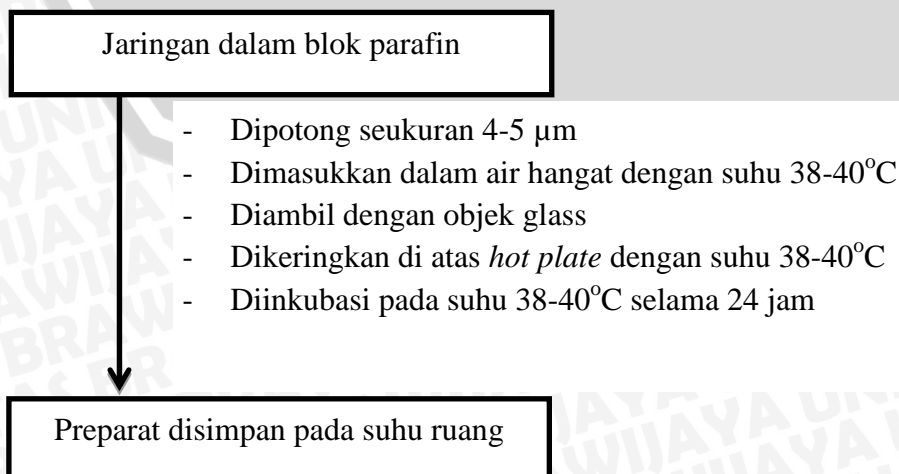 Jaringan dalam blok parafin
- Dipotong seukuran 4-5 µm
- Dimasukkan dalam air hangat dengan suhu 38-40°C
- Diambil dengan objek glass
- Dikeringkan di atas hot plate dengan suhu 38-40°C
- Diinkubasi pada suhu 38-40°C selama 24 jam
Preparat disimpan pada suhu ruang